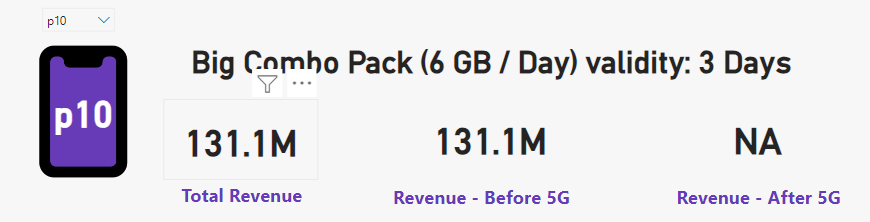 p10
Big Combo Pack (6 GB / Day) validity: 3 Days
p10
131.1M
131.1M
NA
Total Revenue
Revenue - Before 5G
Revenue - After 5G